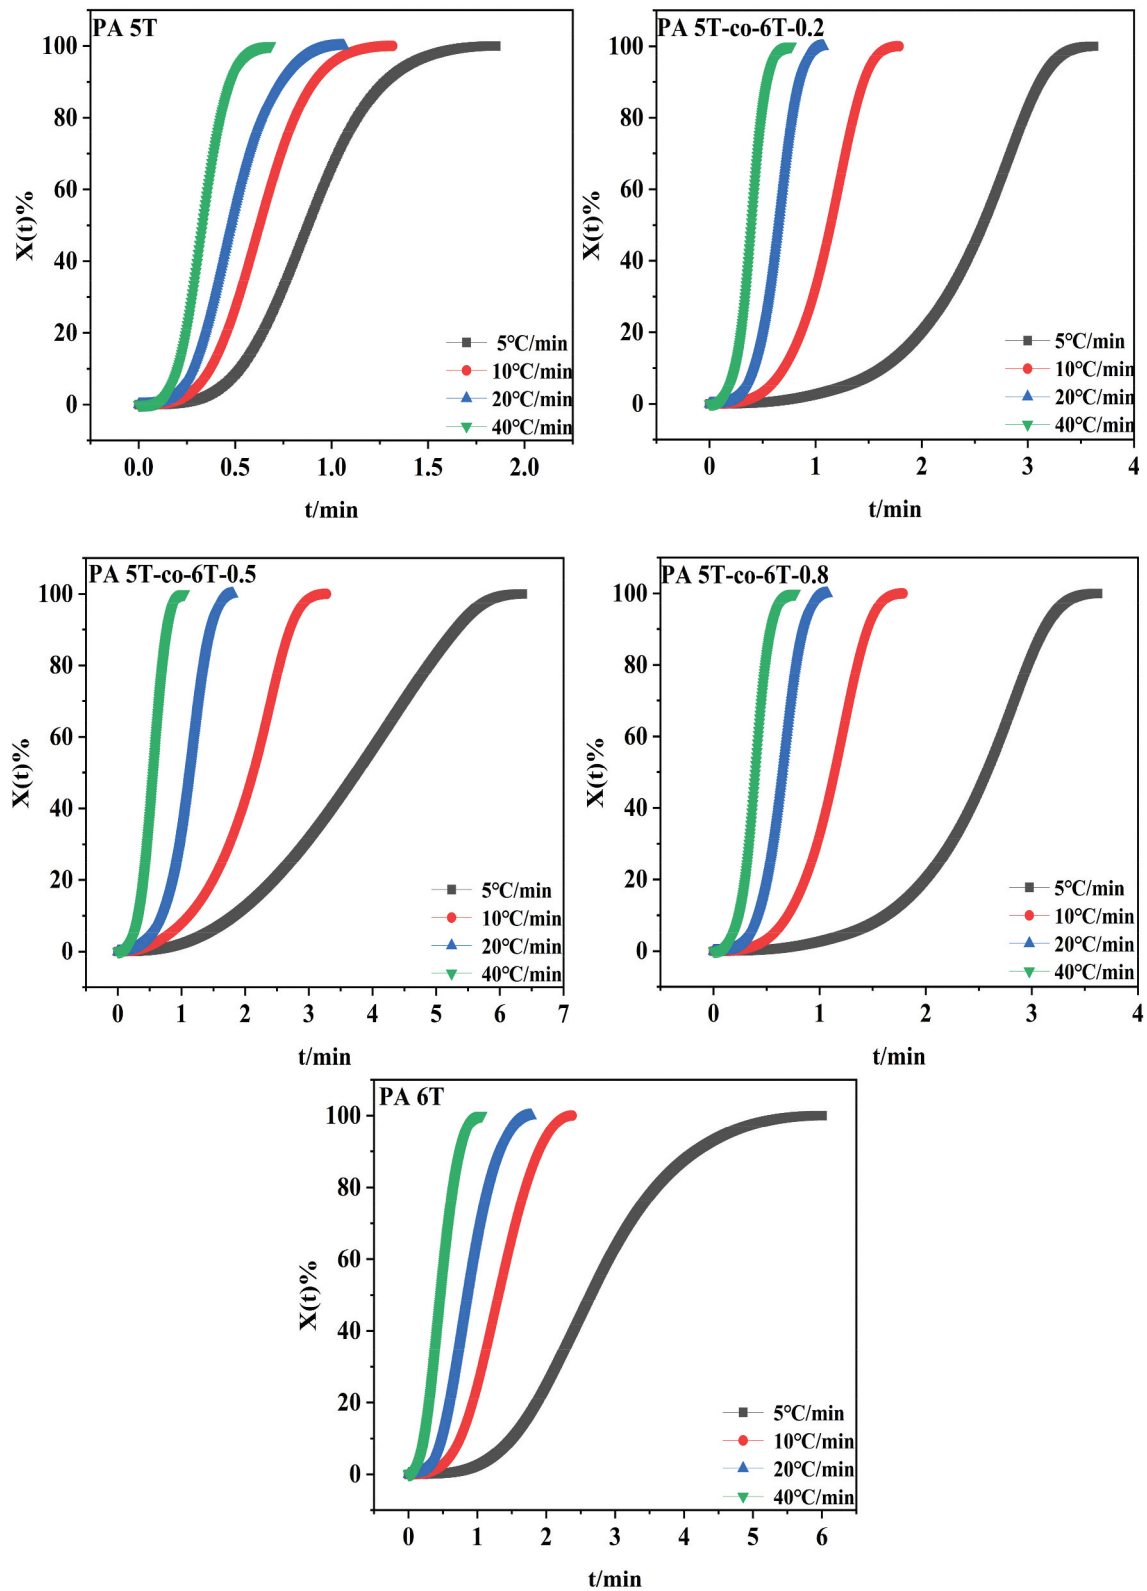 PA 5T
100
80
60
40
20
0
X(t)%
5°C/min
10°C/min
20°C/min
40°C/min
0.0 0.5 1.0 1.5 2.0
t/min
PA 5T-co-6T-0.2
100
80
60
40
20
0
X(t)%
5°C/min
10°C/min
20°C/min
40°C/min
0 1 2 3 4
t/min
PA 5T-co-6T-0.5
100
80
60
40
20
0
X(t)%
5°C/min
10°C/min
20°C/min
40°C/min
0 1 2 3 4 5 6 7
t/min
PA 5T-co-6T-0.8
100
80
60
40
20
0
X(t)%
5°C/min
10°C/min
20°C/min
40°C/min
0 1 2 3 4
t/min
PA 6T
100
80
60
40
20
0
X(t)%
5°C/min
10°C/min
20°C/min
40°C/min
0 1 2 3 4 5 6
t/min